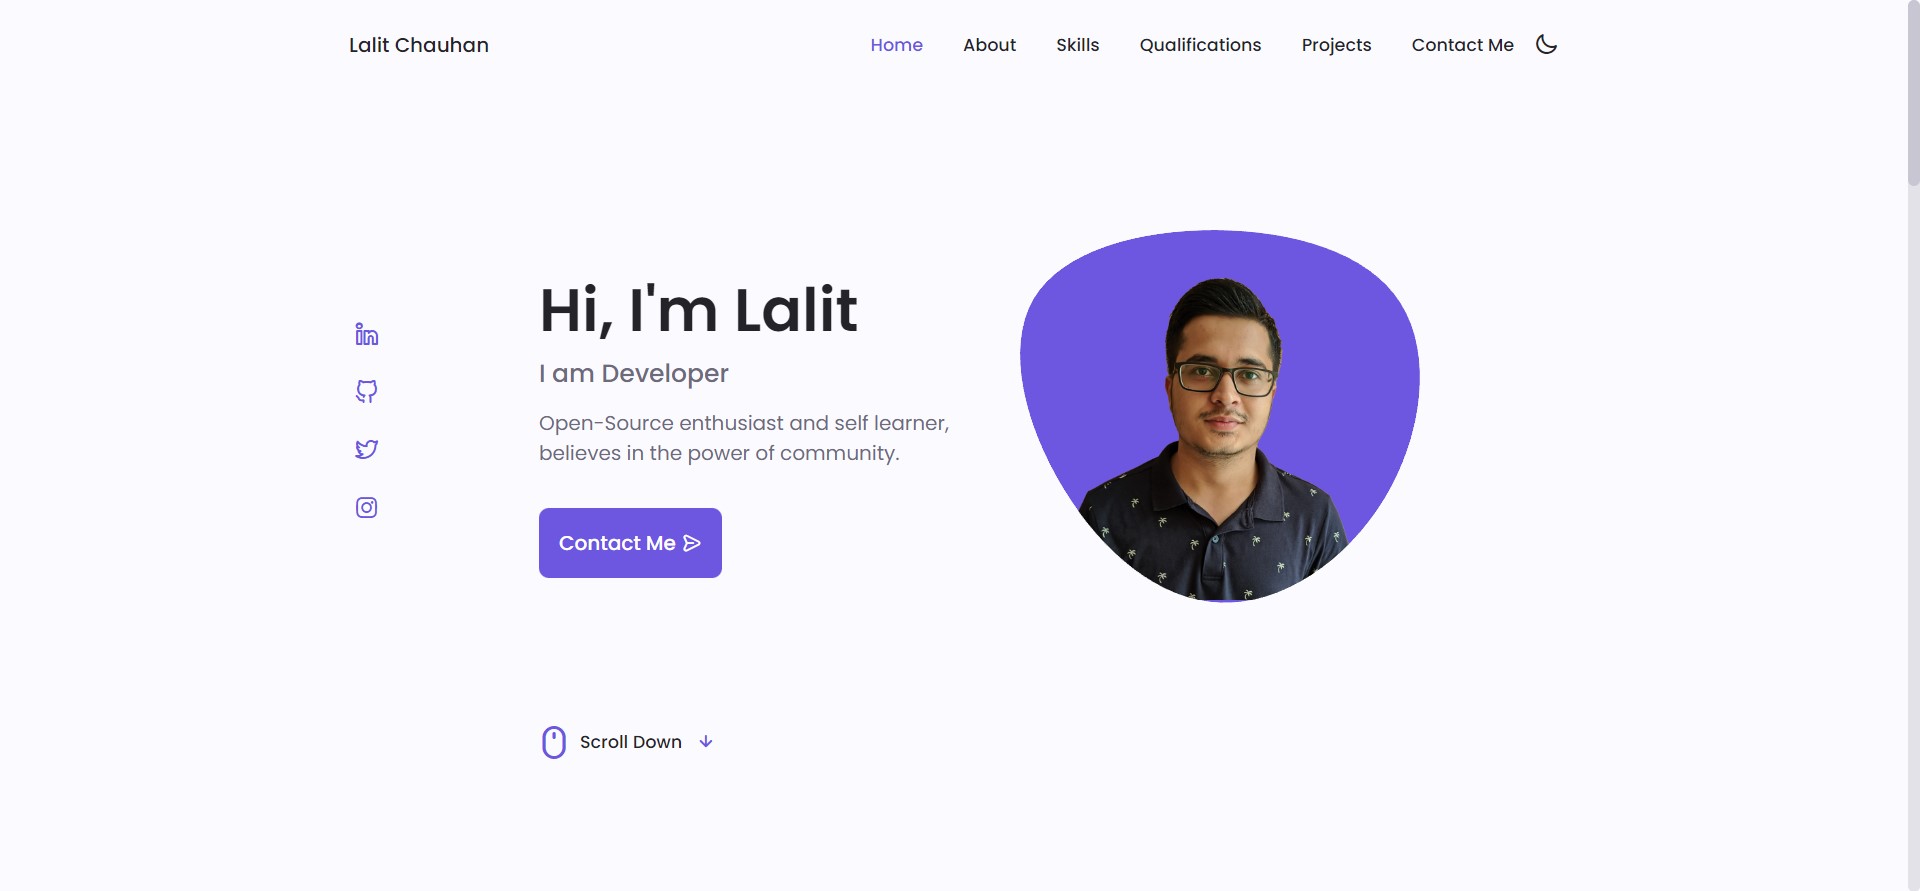 Lalit Chauhan
Home About Skills Qualifications Projects Contact Me
Hi, I'm Lalit
I am Developer
Open-Source enthusiast and self learner,
believes in the power of community.
Contact Me
Scroll Down